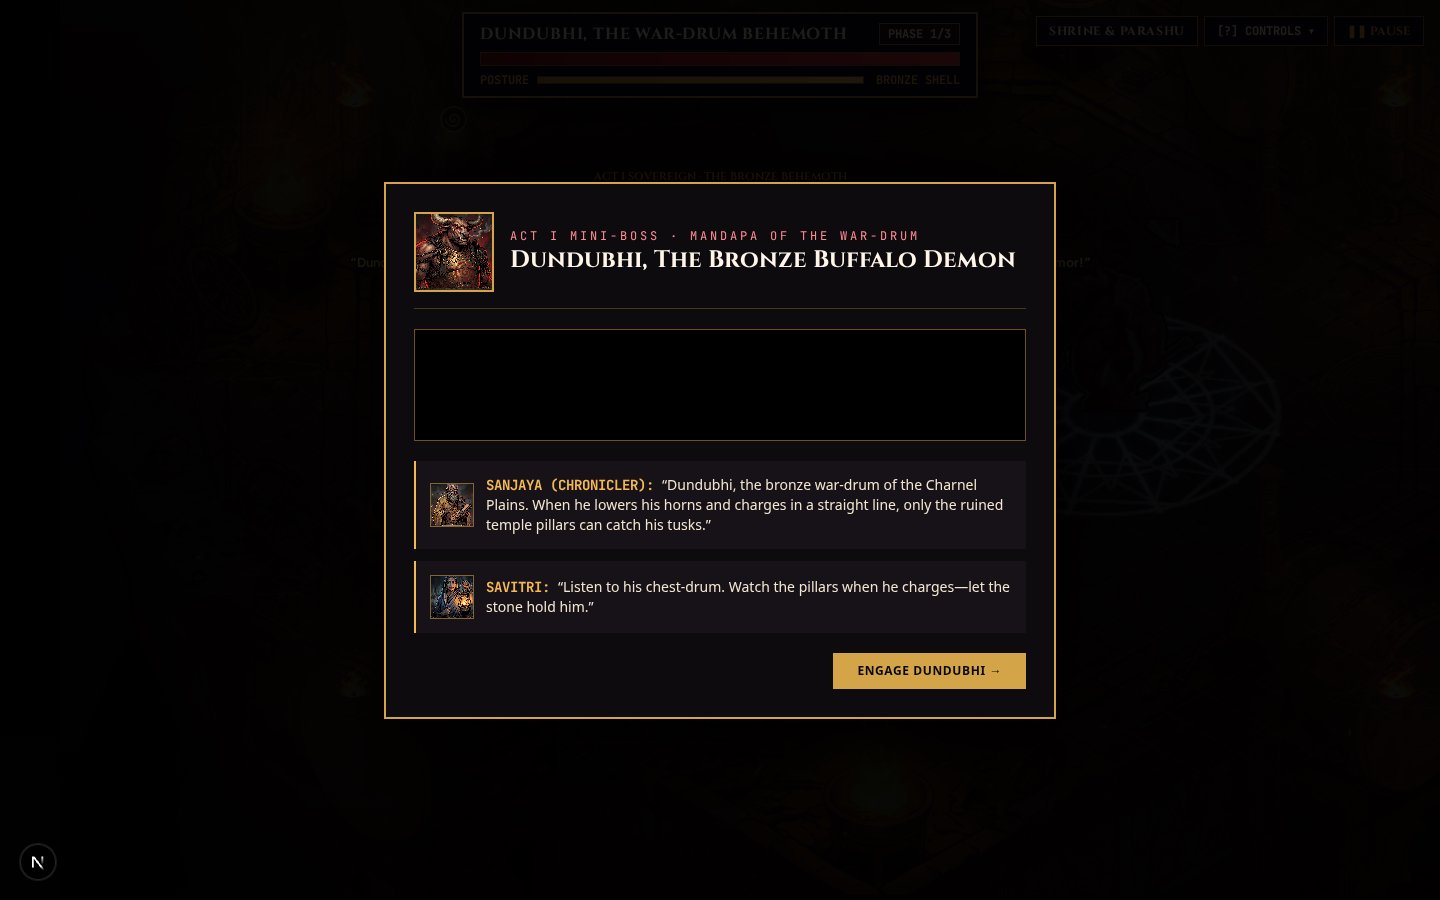 DUNDUBHI, THE WAR-DRUM BEHEMOTH
PHASE 1/3
POSTURE
BRONZE SHELL
SHRINE & PARASHU
[?] CONTROLS ▾
PAUSE
ACT I SOVEREIGN
THE BRONZE BEHEMOTH
ACT I MINI-BOSS · MANDAPA OF THE WAR-DRUM
DUNDUBHI, THE BRONZE BUFFALO DEMON
SANJAYA (CHRONICLER): “Dundubhi, the bronze war-drum of the Charnel
Plains. When he lowers his horns and charges in a straight line, only the ruined
temple pillars can catch his tusks.”
SAVITRI: “Listen to his chest-drum. Watch the pillars when he charges—let the
stone hold him.”
ENGAGE DUNDUBHI →
N